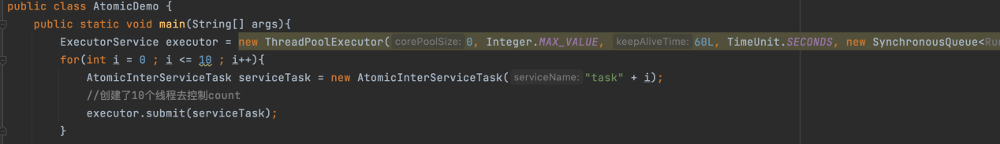 public class AtomicDemo {
public static void main(String[] args){
ExecutorService executor = new ThreadPoolExecutor( corePoolSize: 0, Integer.MAX_VALUE, keepAliveTime: 60L, TimeUnit.SECONDS, new SynchronousQueue<Run
for(int i = 0 ; i <= 10 ; i++){
AtomicInterServiceTask serviceTask = new AtomicInterServiceTask( serviceName: "task" + i);
//创建了10个线程去控制count
executor.submit(serviceTask);
}